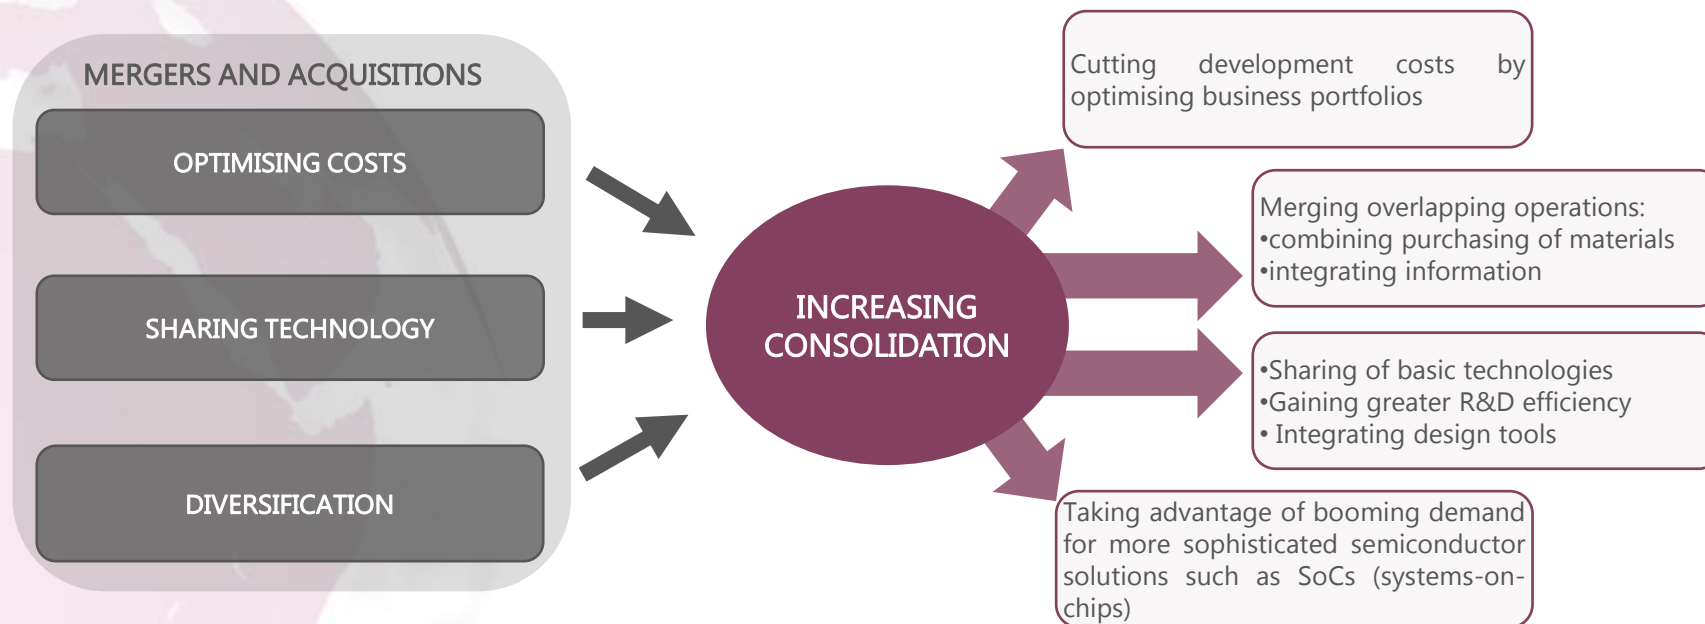 MERGERS AND ACQUISITIONS
OPTIMISING COSTS
SHARING TECHNOLOGY
DIVERSIFICATION
INCREASING
CONSOLIDATION
Cutting development costs by
optimising business portfolios
Merging overlapping operations:
•combining purchasing of materials
•integrating information
•Sharing of basic technologies
•Gaining greater R&D efficiency
• Integrating design tools
Taking advantage of booming demand
for more sophisticated semiconductor
solutions such as SoCs (systems-on-
chips)